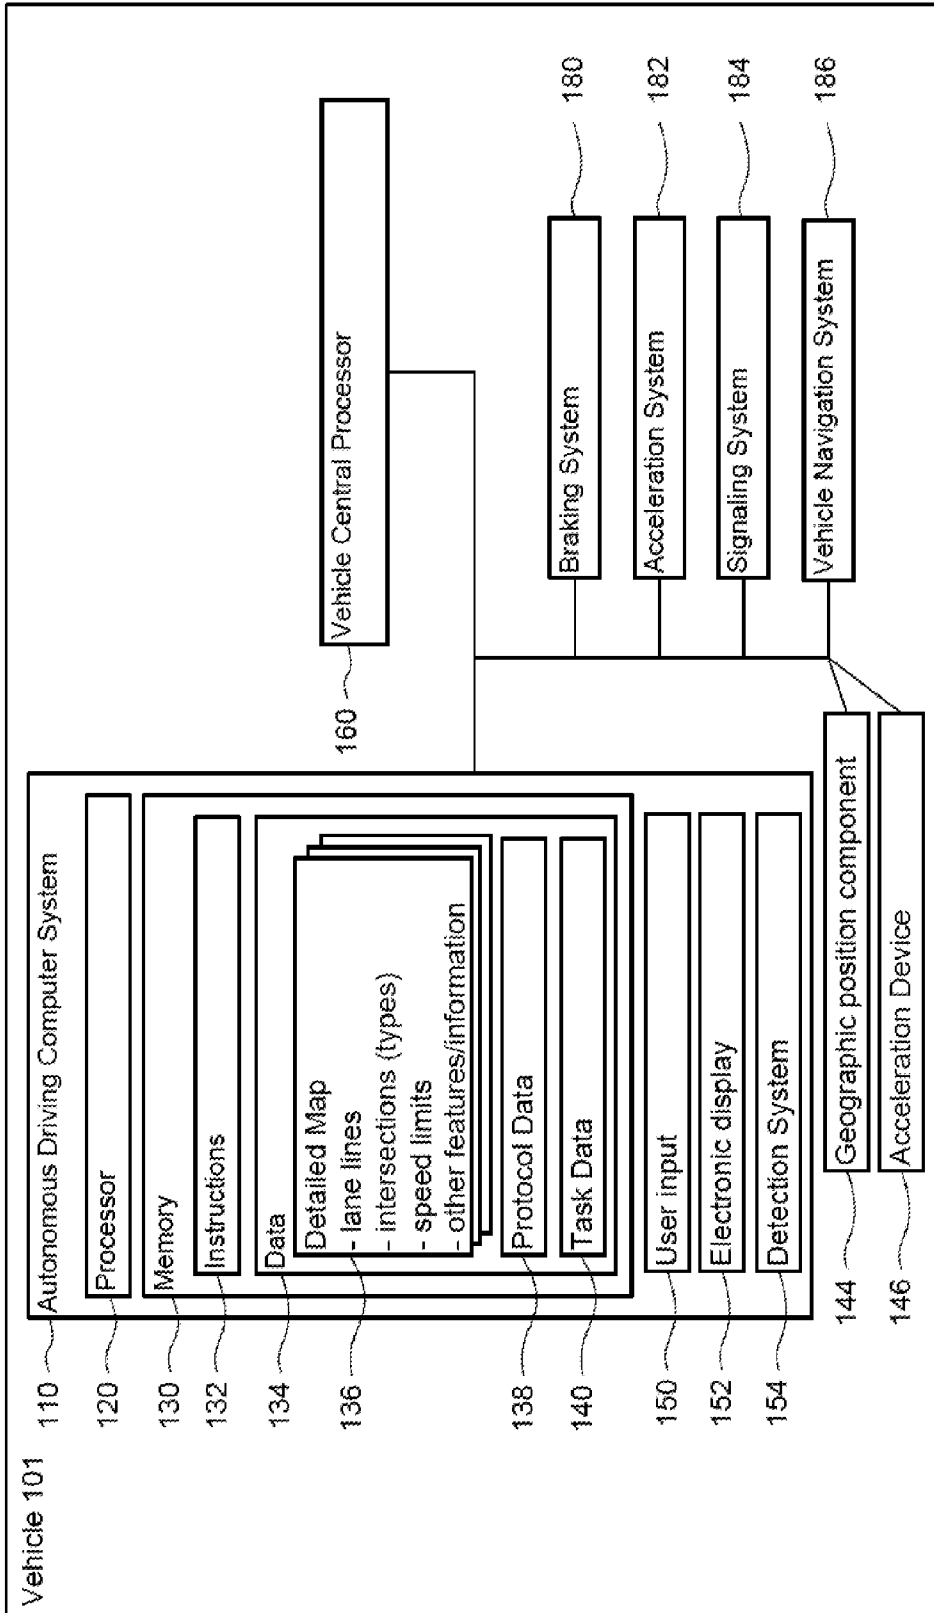 Vehicle 101
110
Autonomous Driving Computer System
120
Processor
130
Memory
132
Instructions
134
Data
136
Detailed Map
- lane lines
- intersections (types)
- speed limits
- other features/information
138
Protocol Data
140
Task Data
150
User input
152
Electronic display
154
Detection System
144
Geographic position component
146
Acceleration Device
160
Vehicle Central Processor
Braking System
180
Acceleration System
182
Signaling System
184
Vehicle Navigation System
186